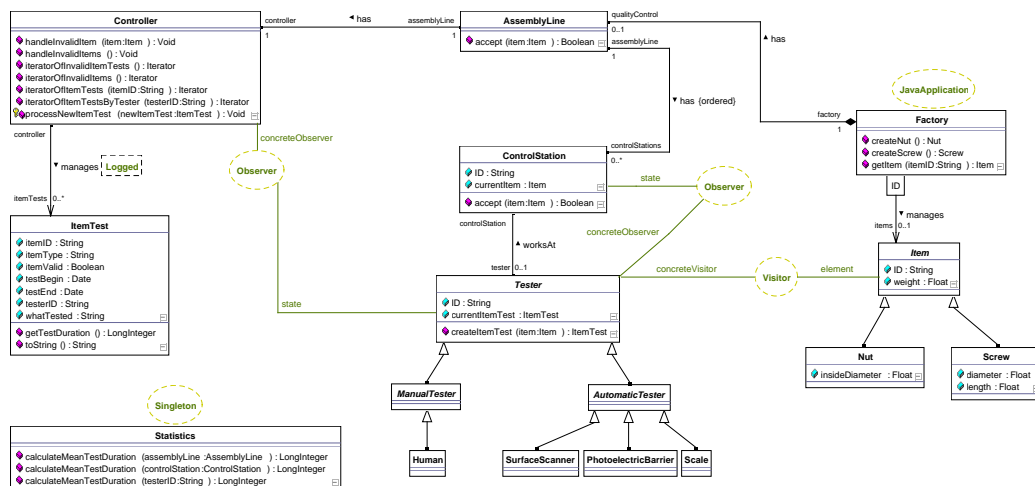 Controller
handleInvalidItem (item:Item ) : Void
handleInvalidItems () : Void
iteratorOfInvalidItemTests () : Iterator
iteratorOfInvalidItems () : Iterator
iteratorOfItemTests (itemID:String ) : Iterator
iteratorOfItemTestsByTester (testerID:String ) : Iterator
processNewItemTest (newItemTest :ItemTest ) : Void
controller
1
has
assemblyLine
1
AssemblyLine
accept (item:Item ) : Boolean
qualityControl
0..1
assemblyLine
1
has
JavaApplication
has {ordered}
factory
1
Factory
createNut () : Nut
createScrew () : Screw
getItem (itemID:String ) : Item
ID
controller
manages
Logged
itemTests
0..*
concreteObserver
Observer
controlStations
0..*
ControlStation
ID : String
currentItem : Item
accept (item:Item ) : Boolean
state
Observer
concreteObserver
controlStation
worksAt
tester
0..1
manages
items
0..1
ItemTest
itemID : String
itemType : String
itemValid : Boolean
testBegin : Date
testEnd : Date
testerID : String
whatTested : String
getTestDuration () : LongInteger
toString () : String
state
Tester
ID : String
currentItemTest : ItemTest
createItemTest (item:Item ) : ItemTest
concreteVisitor
Visitor
element
Item
ID : String
weight : Float
Nut
insideDiameter : Float
Screw
diameter : Float
length : Float
ManualTester
AutomaticTester
Human
SurfaceScanner
PhotoelectricBarrier
Scale
Singleton
Statistics
calculateMeanTestDuration (assemblyLine :AssemblyLine ) : LongInteger
calculateMeanTestDuration (controlStation :ControlStation ) : LongInteger
calculateMeanTestDuration (testerID:String ) : LongInteger